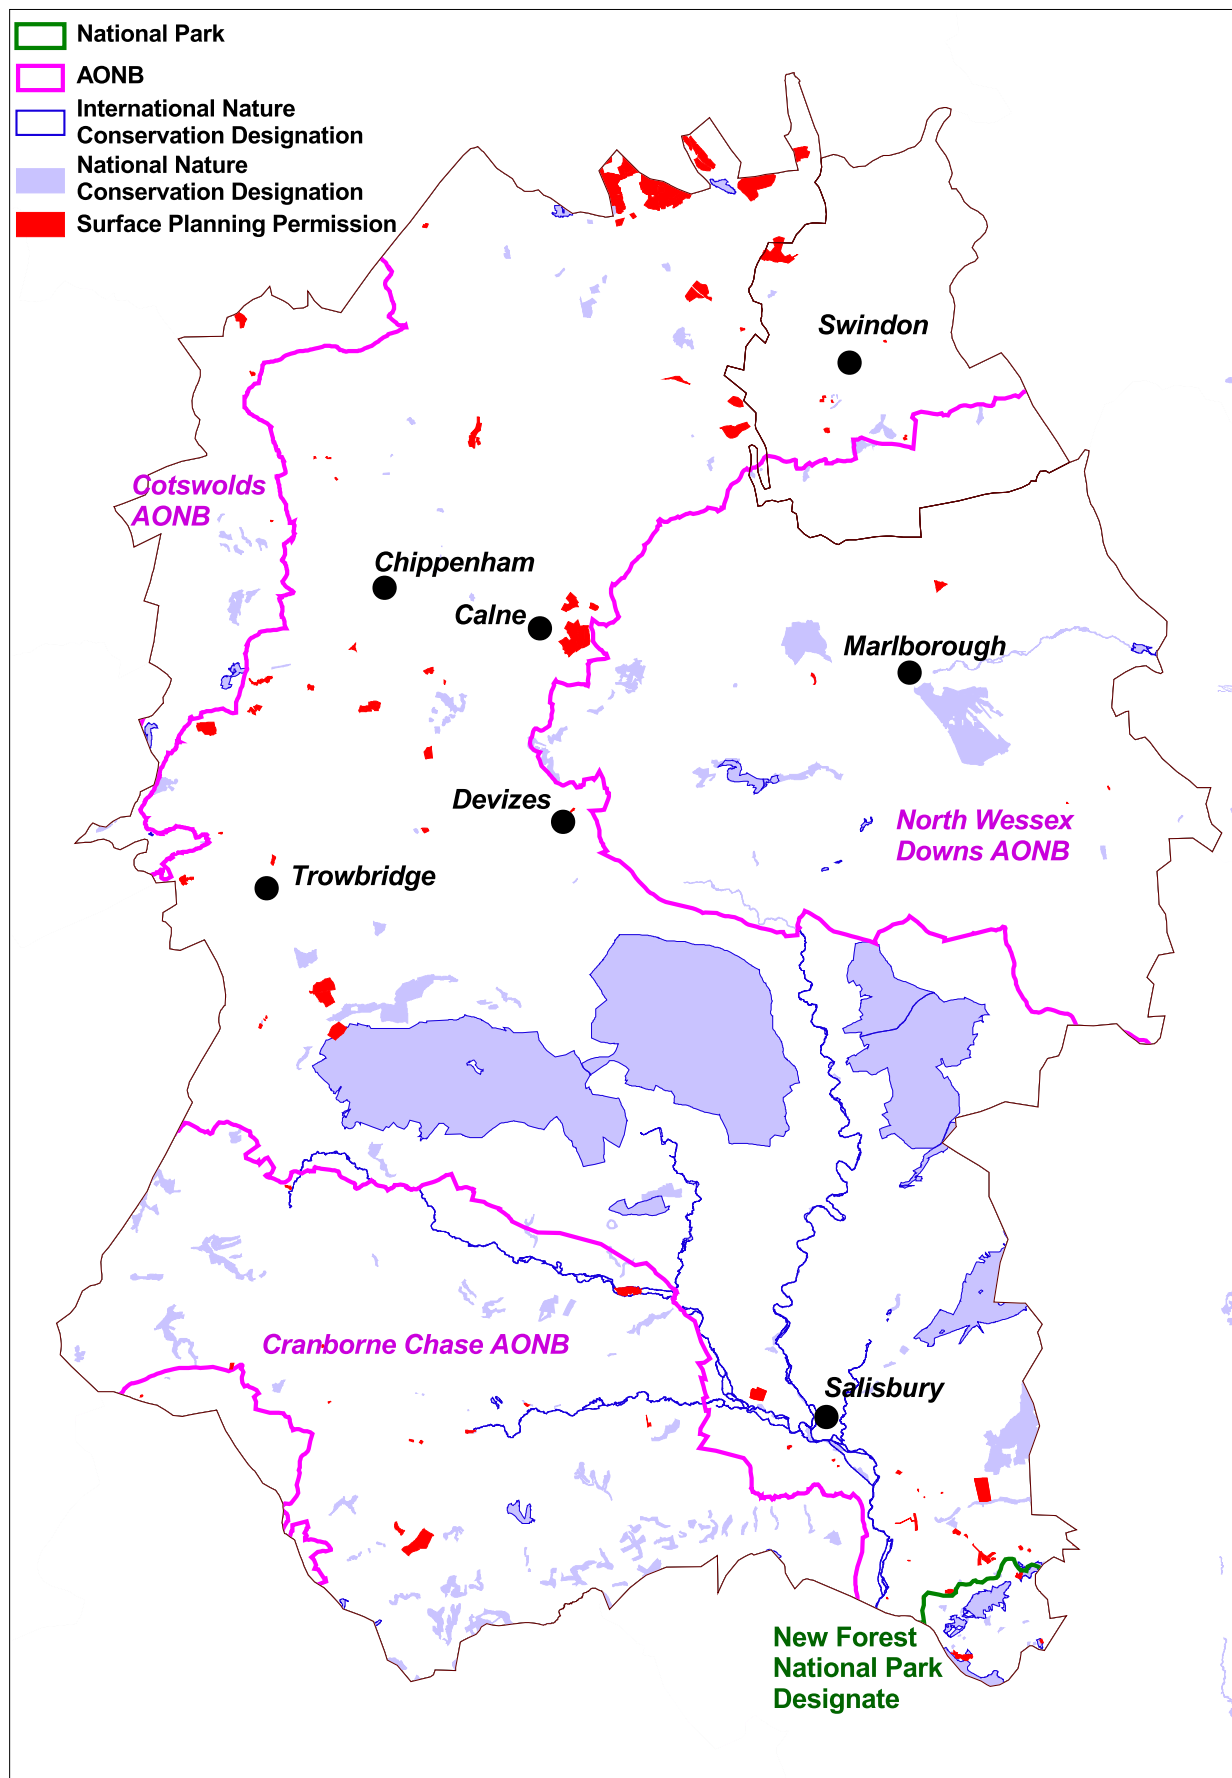 National Park
AONB
International Nature
Conservation Designation
National Nature
Conservation Designation
Surface Planning Permission
Swindon
Cotswolds
AONB
Chippenham
Calne
Marlborough
Devizes
North Wessex
Downs AONB
Trowbridge
Cranborne Chase AONB
Salisbury
New Forest
National Park
Designate